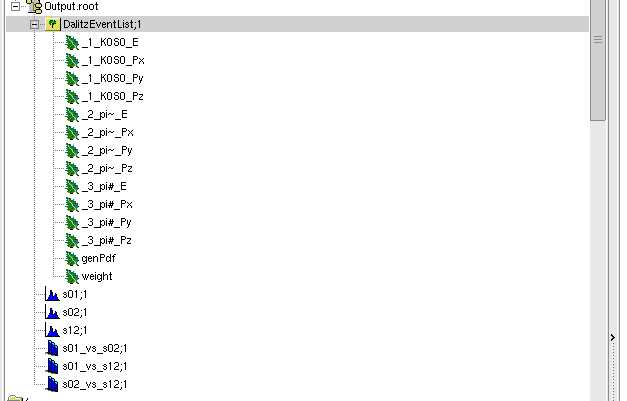 Output.root
DalitzEventList;1
_1_K0S0_E
_1_K0S0_Px
_1_K0S0_Py
_1_K0S0_Pz
_2_pi~_E
_2_pi~_Px
_2_pi~_Py
_2_pi~_Pz
_3_pi#_E
_3_pi#_Px
_3_pi#_Py
_3_pi#_Pz
genPdf
weight
s01;1
s02;1
s12;1
s01_vs_s02;1
s01_vs_s12;1
s02_vs_s12;1